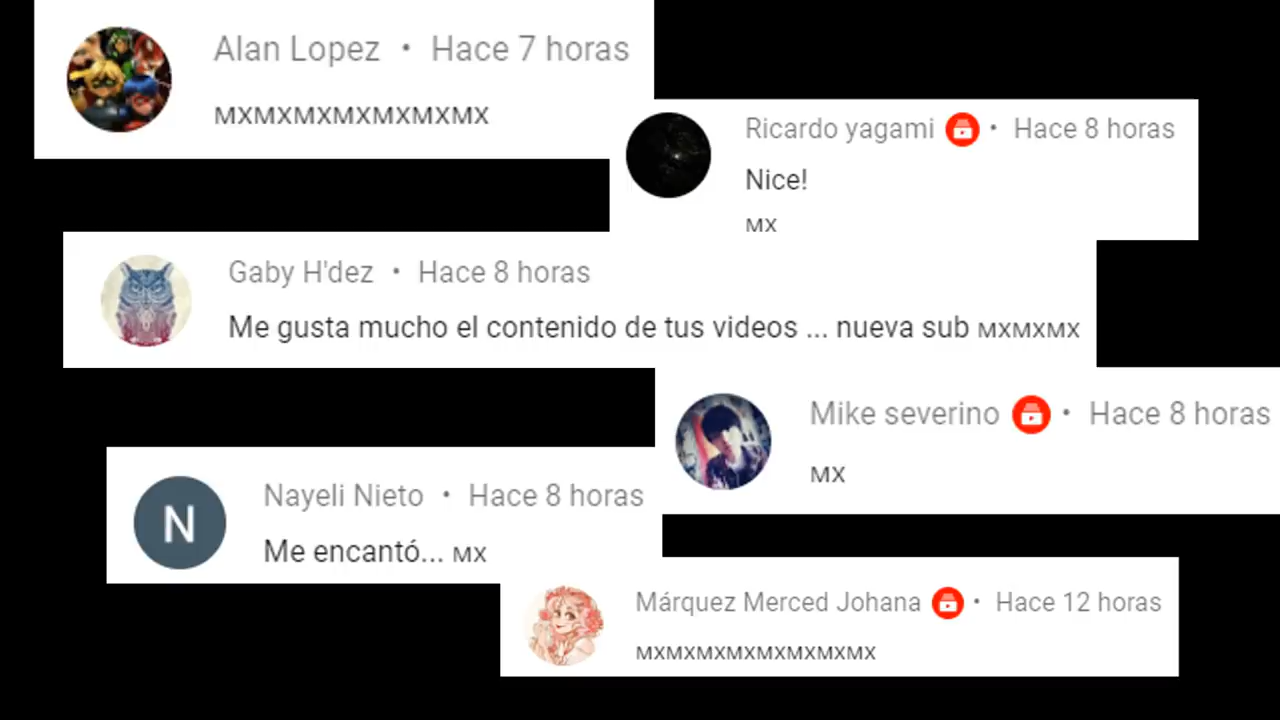 Alan Lopez • Hace 7 horas
MXMXMXMXMXMXMX
Ricardo yagami • Hace 8 horas
Nice!
MX
Gaby H'dez • Hace 8 horas
Me gusta mucho el contenido de tus videos ... nueva sub MXMXMX
Mike severino • Hace 8 horas
MX
N
Nayeli Nieto • Hace 8 horas
Me encantó... MX
Márquez Merced Johana • Hace 12 horas
MXMXMXMXMXMXMXMX